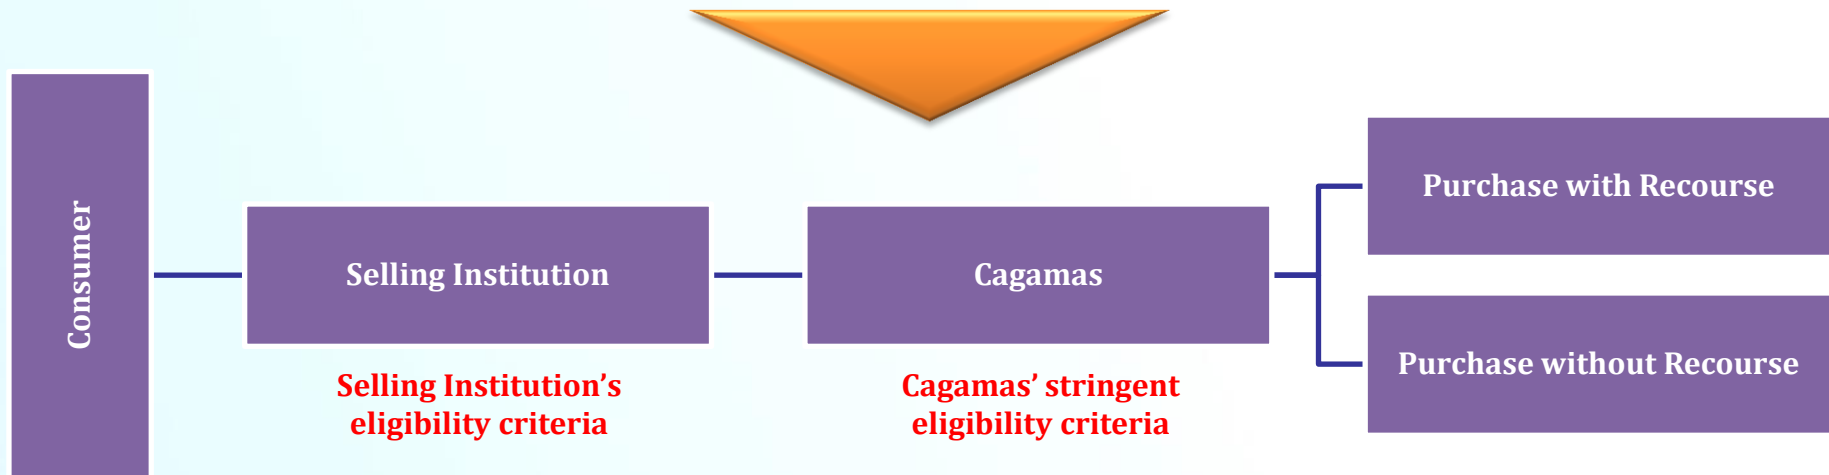 Consumer
Selling Institution
Selling Institution’s
eligibility criteria
Cagamas
Cagamas’ stringent
eligibility criteria
Purchase with Recourse
Purchase without Recourse